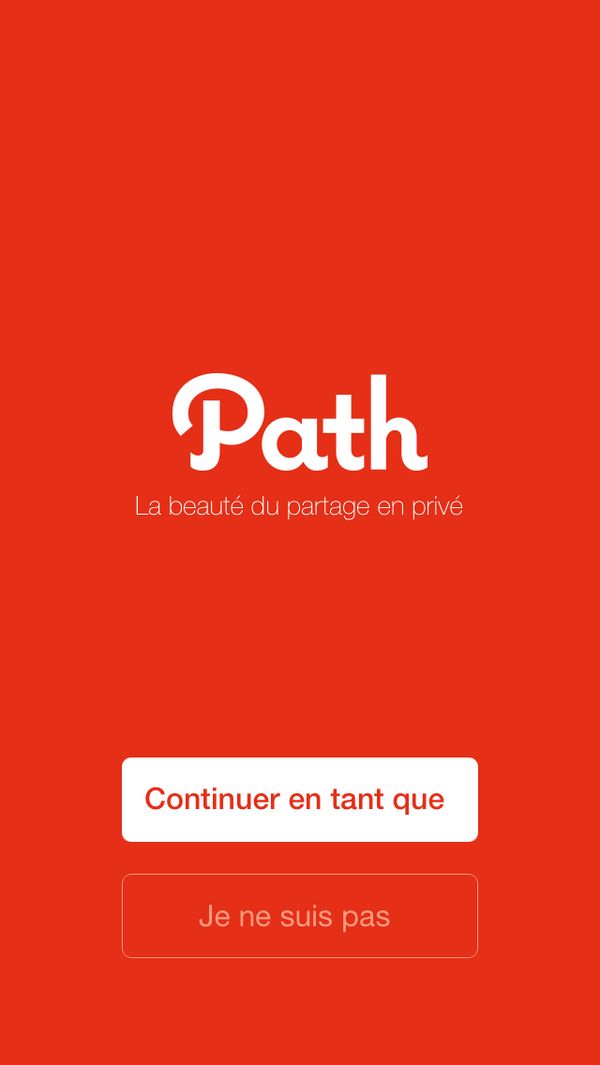 Path
La beauté du partage en privé
Continuer en tant que
Je ne suis pas